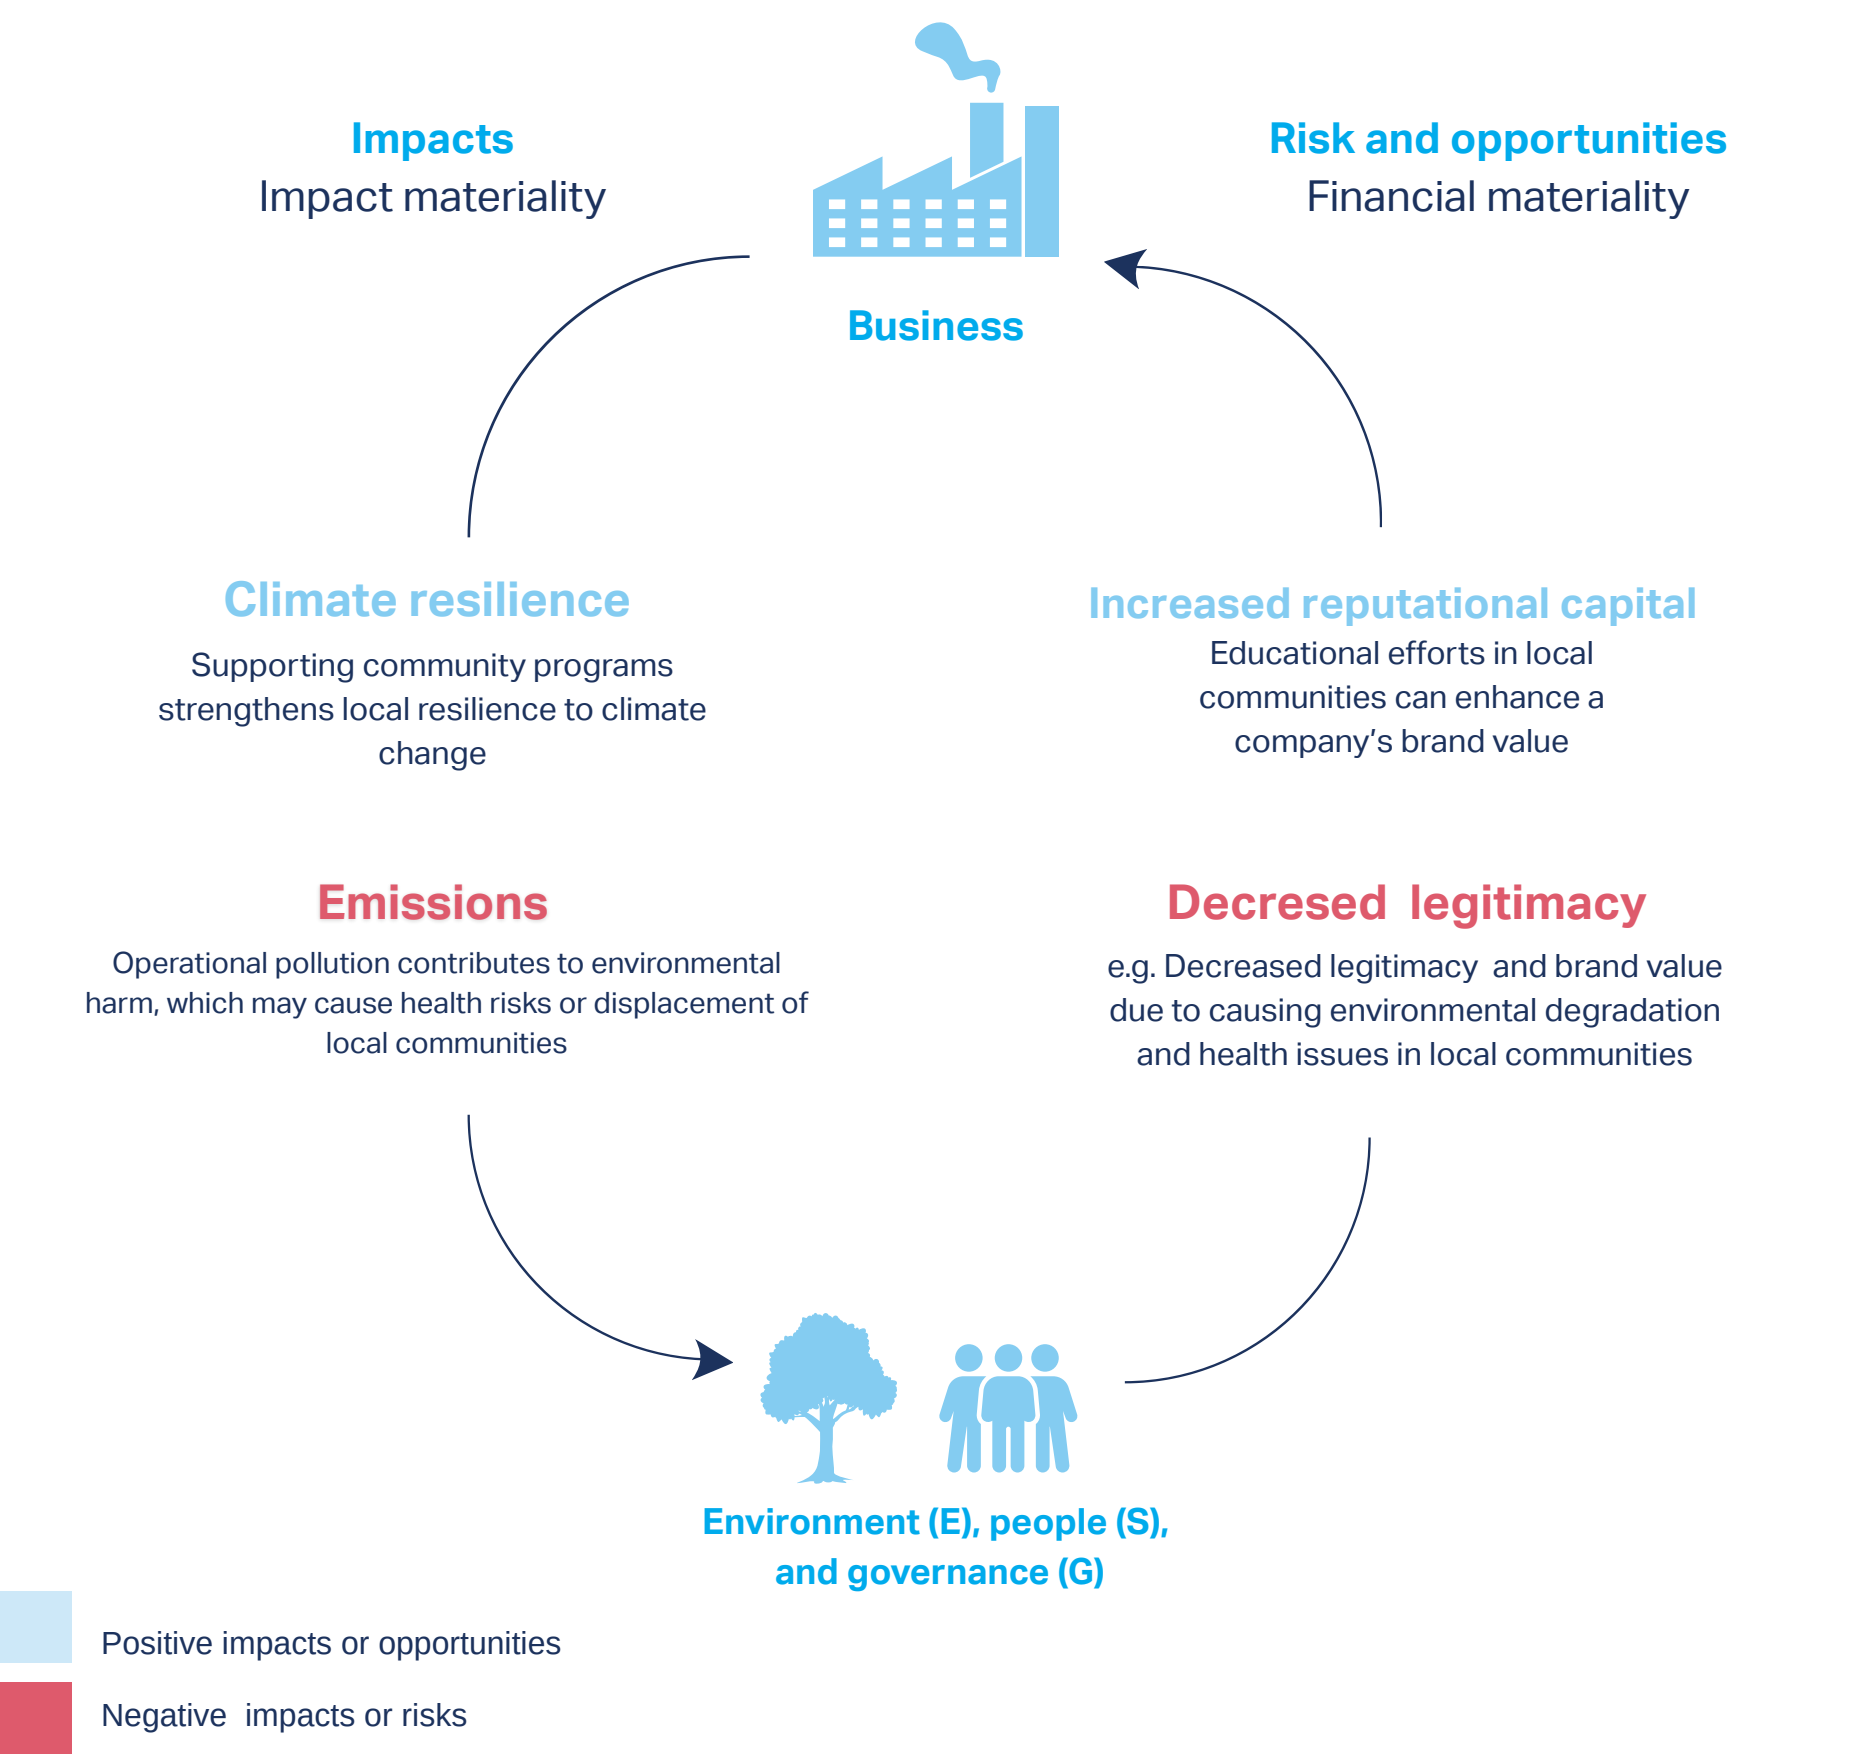 Impacts
Impact materiality
Risk and opportunities
Financial materiality
Business
Climate resilience
Supporting community programs
strengthens local resilience to climate
change
Increased reputational capital
Educational efforts in local
communities can enhance a
company’s brand value
Emissions
Operational pollution contributes to environmental
harm, which may cause health risks or displacement of
local communities
Decresed  legitimacy
e.g. Decreased legitimacy  and brand value
due to causing environmental degradation
and health issues in local communities
Environment (E), people (S),
and governance (G)
Positive impacts or opportunities
Negative  impacts or risks